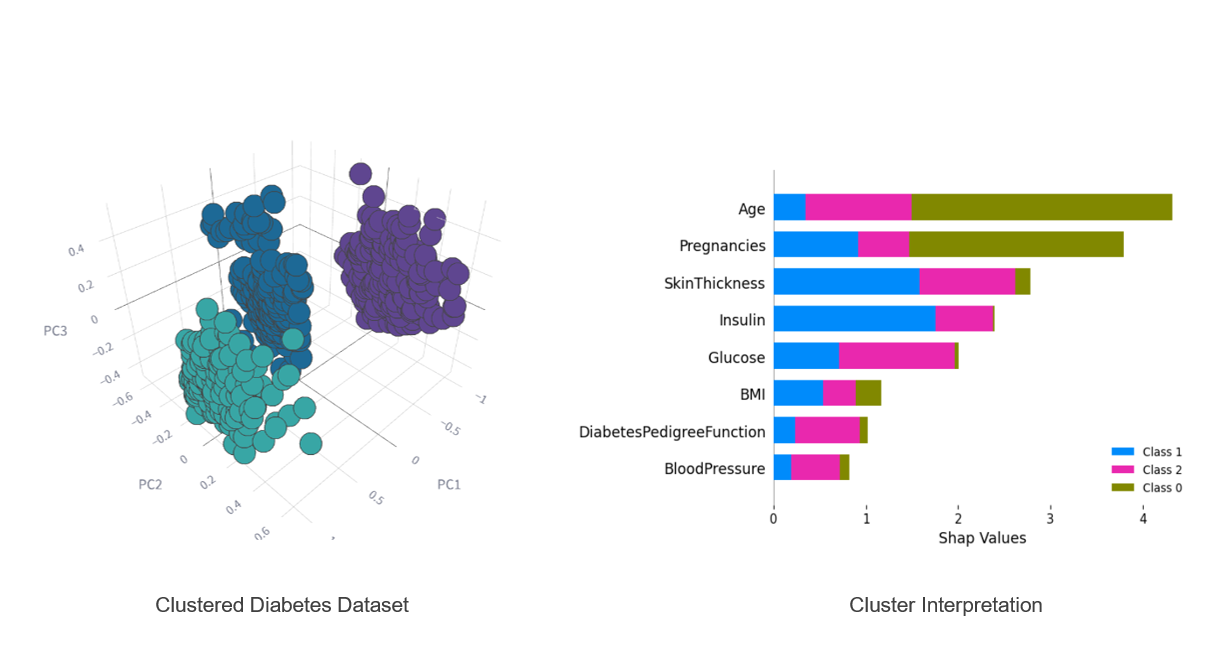 0.4
0.2
0
−0.2
−0.4
PC3
−0.6
−0.4
−0.2
0
0.2
0.4
0.6
PC2
−1
−0.5
0
0.5
PC1
Clustered Diabetes Dataset
Age
Pregnancies
SkinThickness
Insulin
Glucose
BMI
DiabetesPedigreeFunction
BloodPressure
Class 1
Class 2
Class 0
0 1 2 3 4
Shap Values
Cluster Interpretation